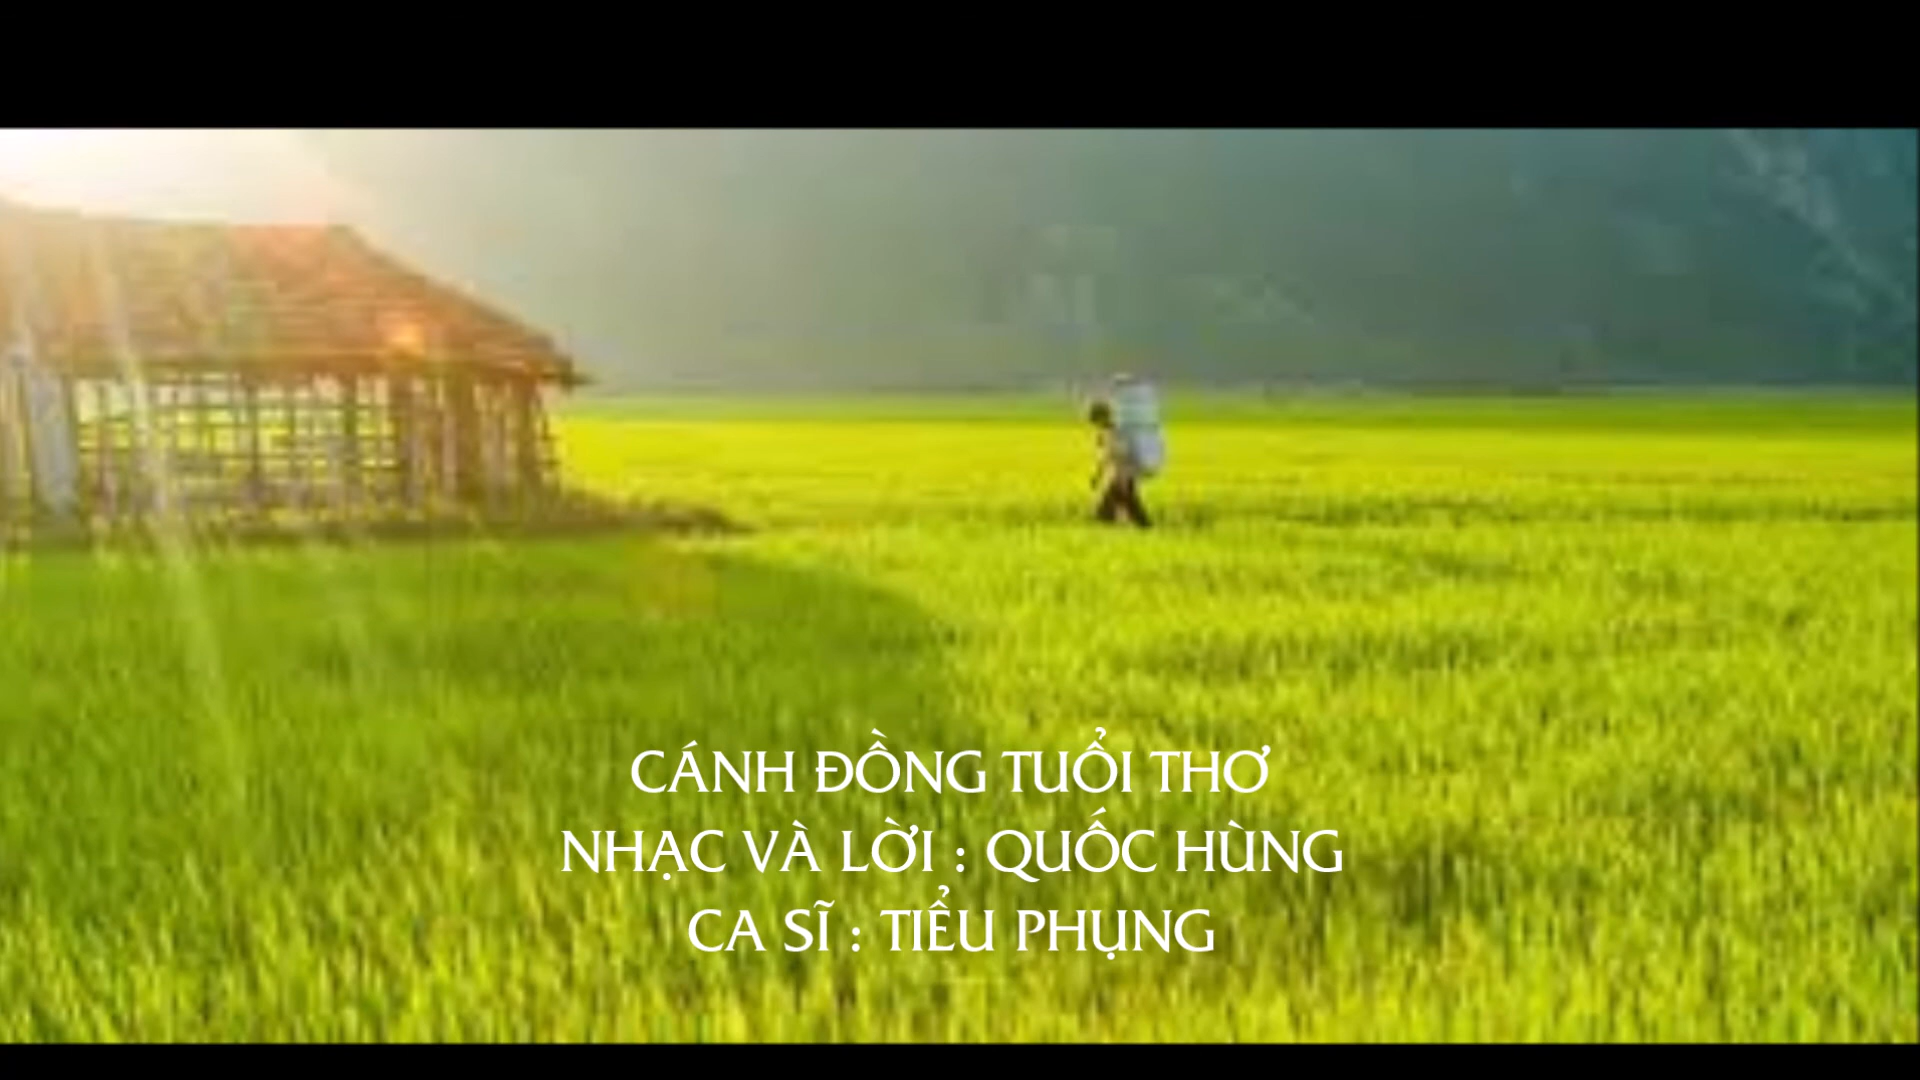 CÁNH ĐỒNG TUỔI THƠ
NHẠC VÀ LỜI : QUỐC HÙNG
CA SĨ : TIỂU PHỤNG